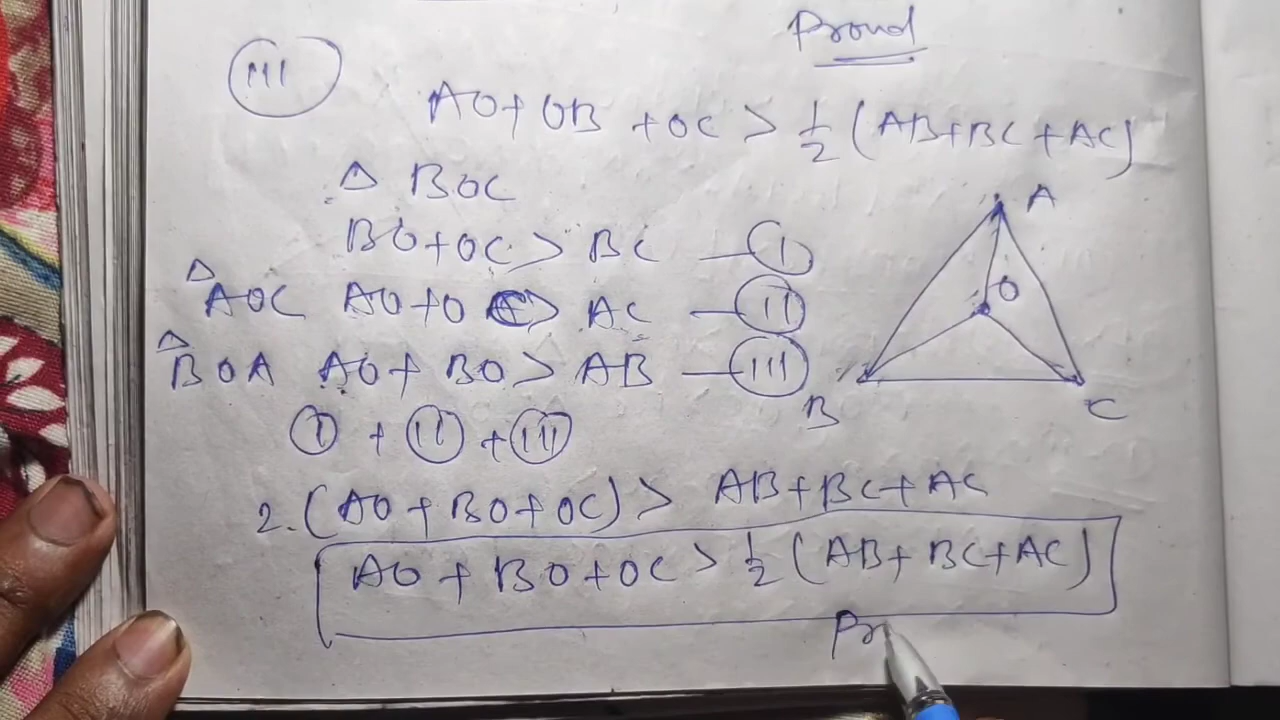 Proud
(III)
AO+OB+OC > 1/2 (AB+BC+AC)
Δ BOC
BO+OC > BC —(I)
Δ AOC AO+OC > AC —(II)
Δ BOA AO+BO > AB —(III)
(I) + (II) + (III)
2.(AO+BO+OC) > AB+BC+AC
AO+BO+OC > 1/2 (AB+BC+AC)
Pr
A
O
B
C